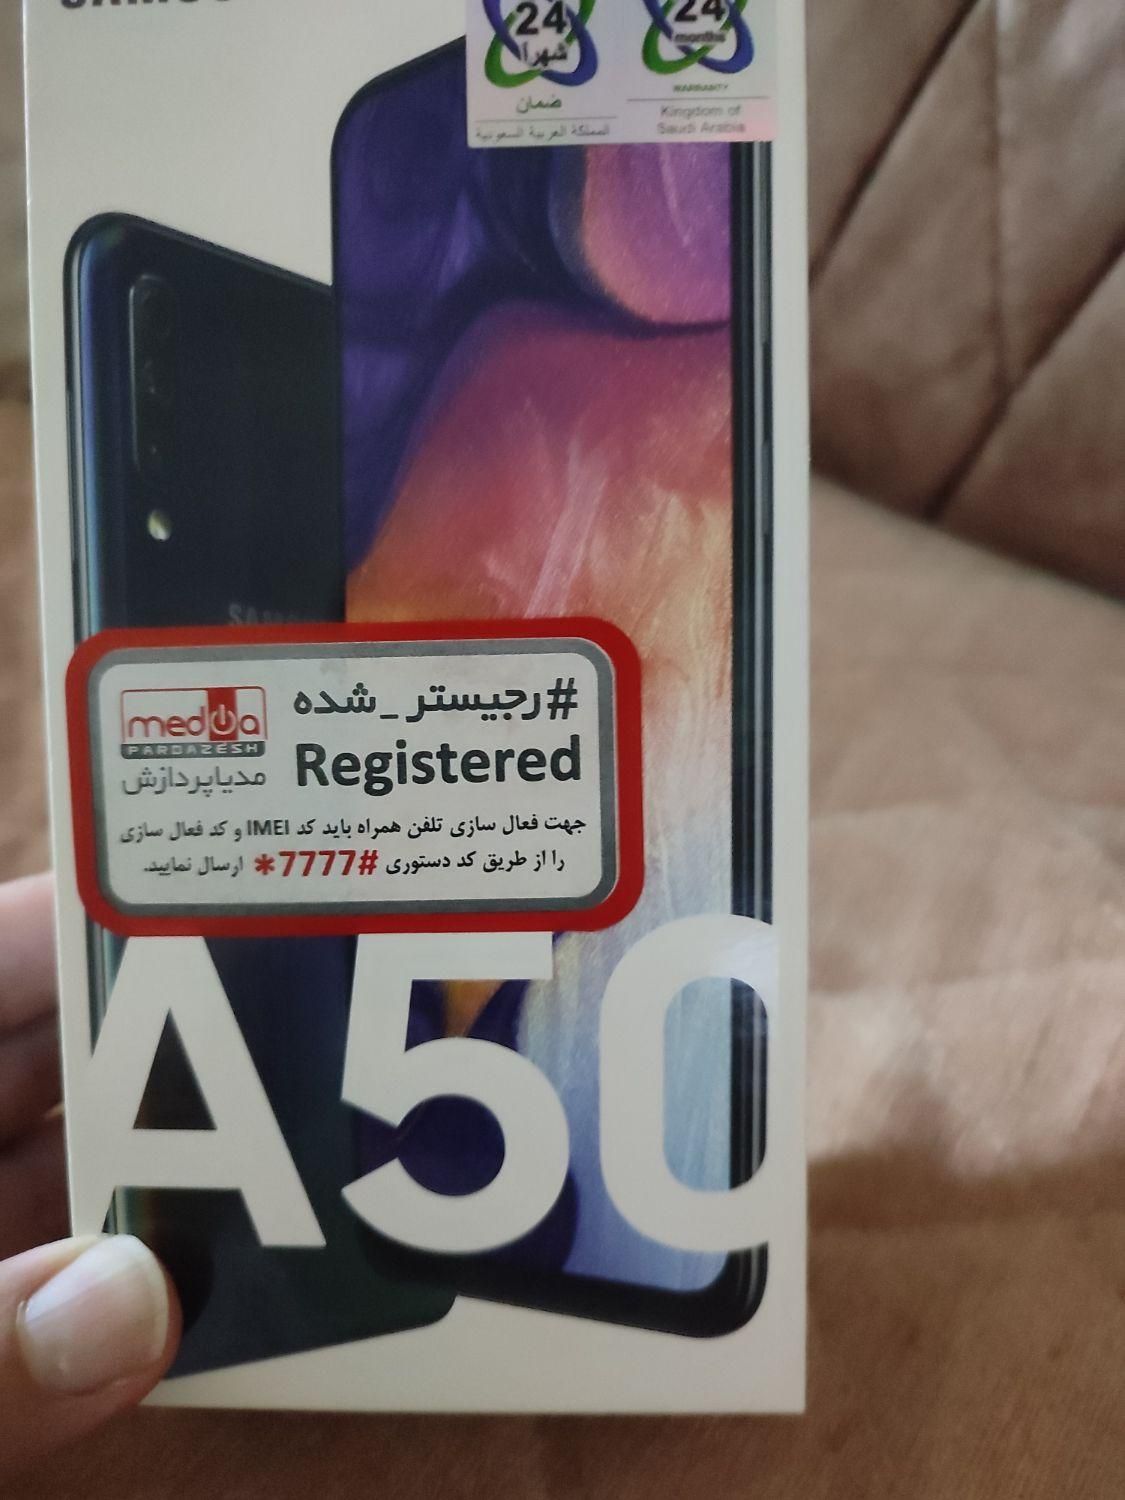 SAMSU
24
شهراً
ضمان
المملكة العربية السعودية
24
months
WARRANTY
Kingdom of
Saudi Arabia
SAMS
#رجیستر_شده
Registered
media
PARDAZESH
مدیاپردازش
جهت فعال سازی تلفن همراه باید کد IMEI و کد فعال سازی
را از طریق کد دستوری #7777* ارسال نمایید.
A50